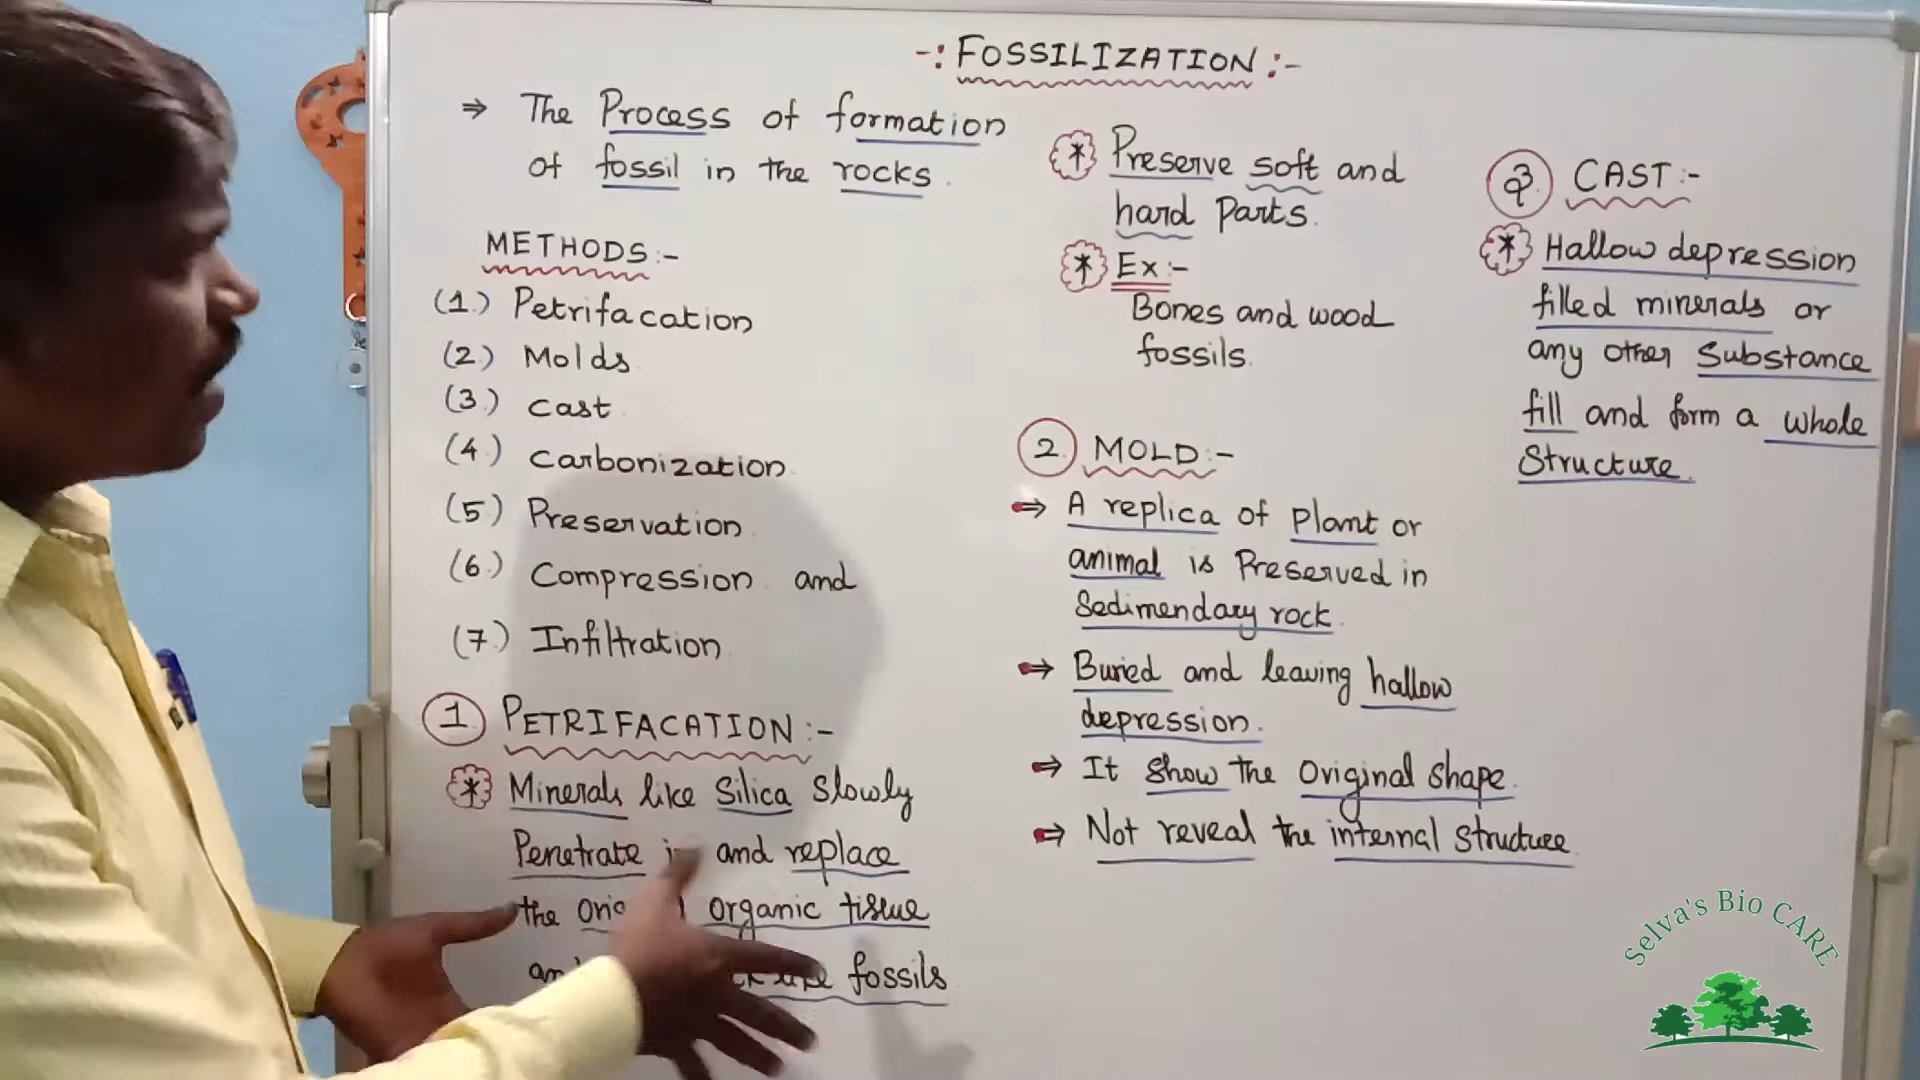 -: FOSSILIZATION :-
⇒ The Process of formation
of fossil in the rocks.
METHODS :-
(1.) Petrifacation
(2.) Molds
(3.) Cast
(4.) Carbonization
(5.) Preservation
(6.) Compression and
(7.) Infiltration
1. PETRIFACATION :-
* Minerals like Silica Slowly
Penetrate and replace
the organic tissue
fossils
* Preserve soft and
hard Parts.
* Ex :-
Bones and wood
fossils.
2. MOLD :-
⇒ A replica of plant or
animal is Preserved in
Sedimendary rock.
⇒ Buried and leaving hallow
depression.
⇒ It show the Original shape.
⇒ Not reveal the internal Structure.
3. CAST :-
* Hallow depression
filled minerals or
any other Substance
fill and form a whole
Structure.
Selva's Bio CARE